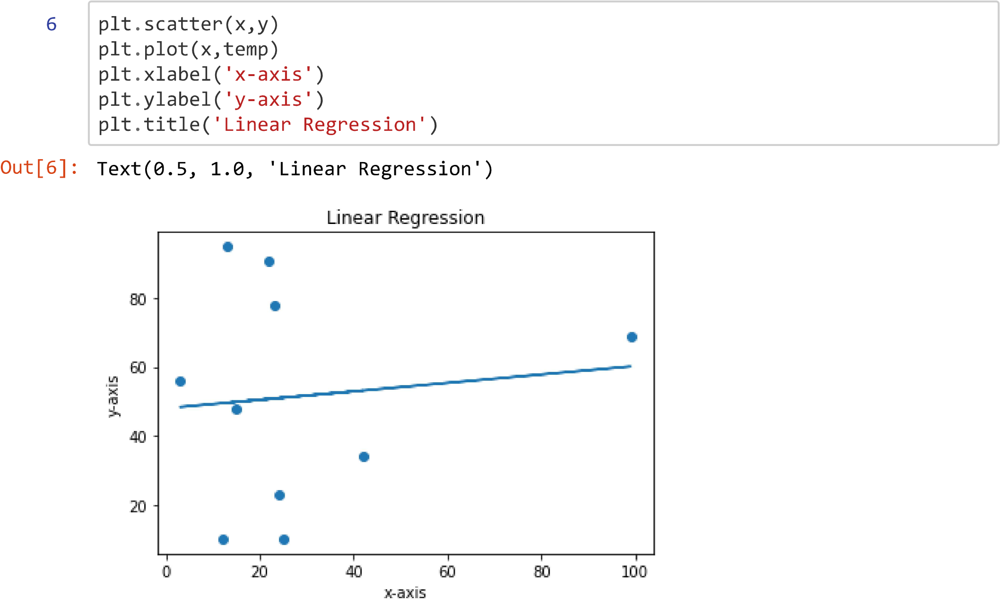 6
plt.scatter(x,y)
plt.plot(x,temp)
plt.xlabel('x-axis')
plt.ylabel('y-axis')
plt.title('Linear Regression')
Out[6]: Text(0.5, 1.0, 'Linear Regression')
Linear Regression
80
60
40
20
y-axis
0 20 40 60 80 100
x-axis